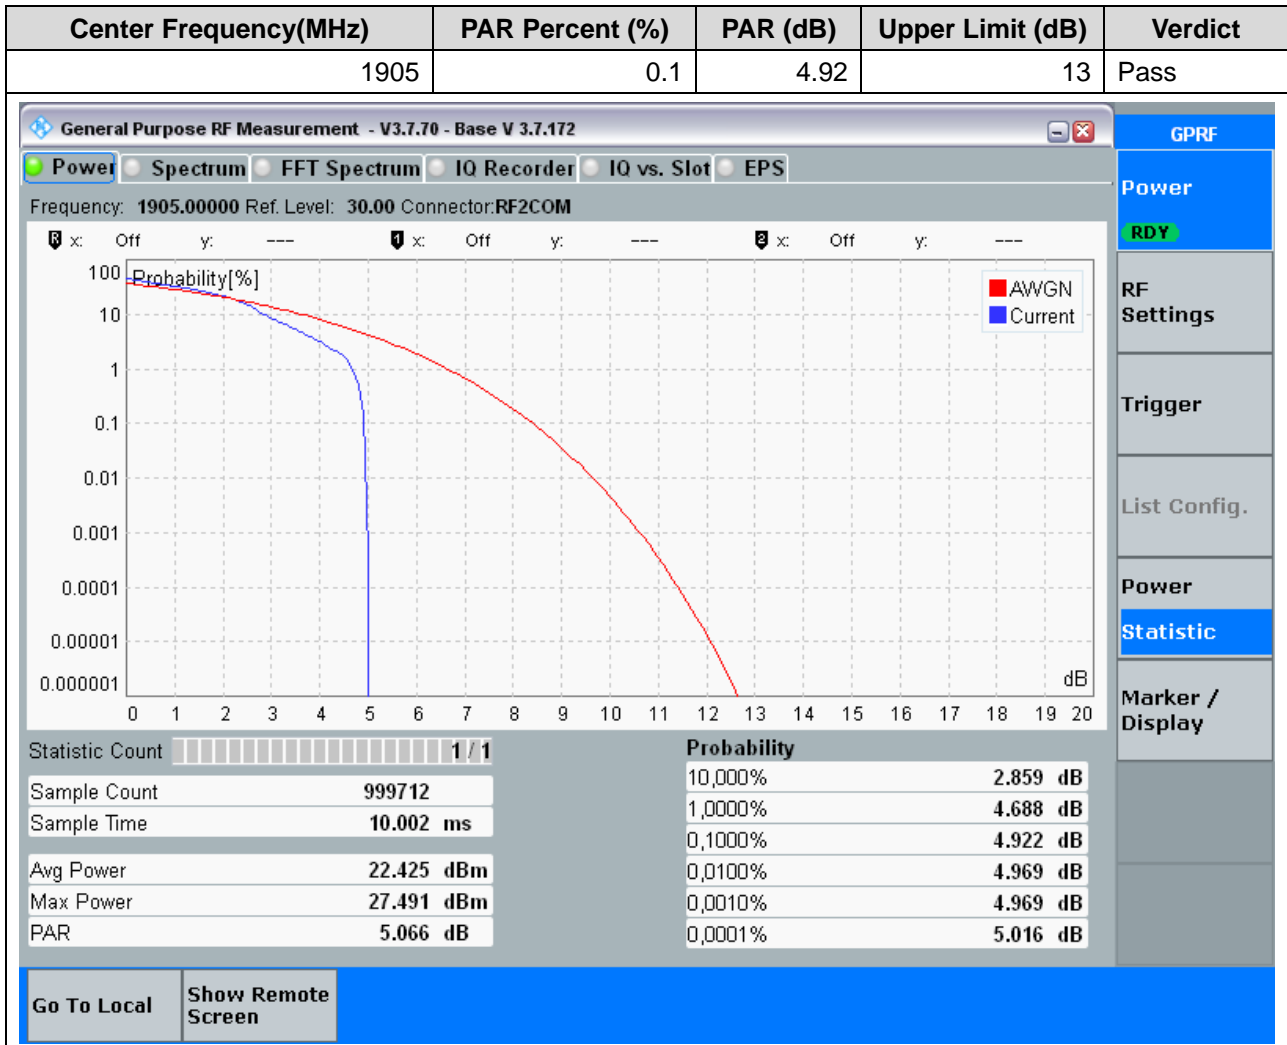 Center Frequency(MHz) PAR Percent (%) PAR (dB) Upper Limit (dB) Verdict
1905 0.1 4.92 13 Pass
General Purpose RF Measurement - V3.7.70 - Base V 3.7.172
GPRF
Power Spectrum FFT Spectrum IQ Recorder IQ vs. Slot EPS
Frequency: 1905.00000 Ref. Level: 30.00 Connector:RF2COM
R x: Off y: --- 1 x: Off y: --- 2 x: Off y: ---
Probability[%]
AWGN
Current
100
10
1
0.1
0.01
0.001
0.0001
0.00001
0.000001
dB
0 1 2 3 4 5 6 7 8 9 10 11 12 13 14 15 16 17 18 19 20
Statistic Count 1 / 1
Sample Count 999712
Sample Time 10.002 ms
Avg Power 22.425 dBm
Max Power 27.491 dBm
PAR 5.066 dB
Probability
10,000% 2.859 dB
1,0000% 4.688 dB
0,1000% 4.922 dB
0,0100% 4.969 dB
0,0010% 4.969 dB
0,0001% 5.016 dB
Power
RDY
RF
Settings
Trigger
List Config.
Power
Statistic
Marker /
Display
Go To Local
Show Remote
Screen